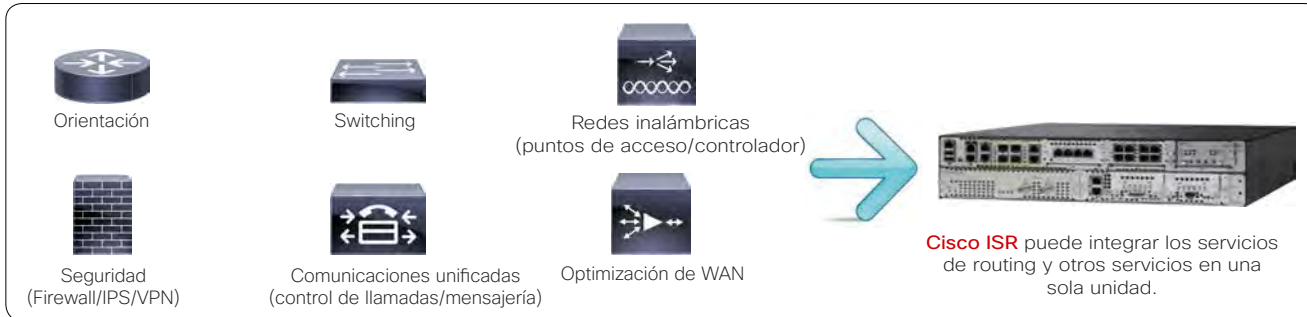 Orientación
Switching
Redes inalámbricas
(puntos de acceso/controlador)
Seguridad
(Firewall/IPS/VPN)
Comunicaciones unificadas
(control de llamadas/mensajería)
Optimización de WAN
Cisco ISR puede integrar los servicios
de routing y otros servicios en una
sola unidad.